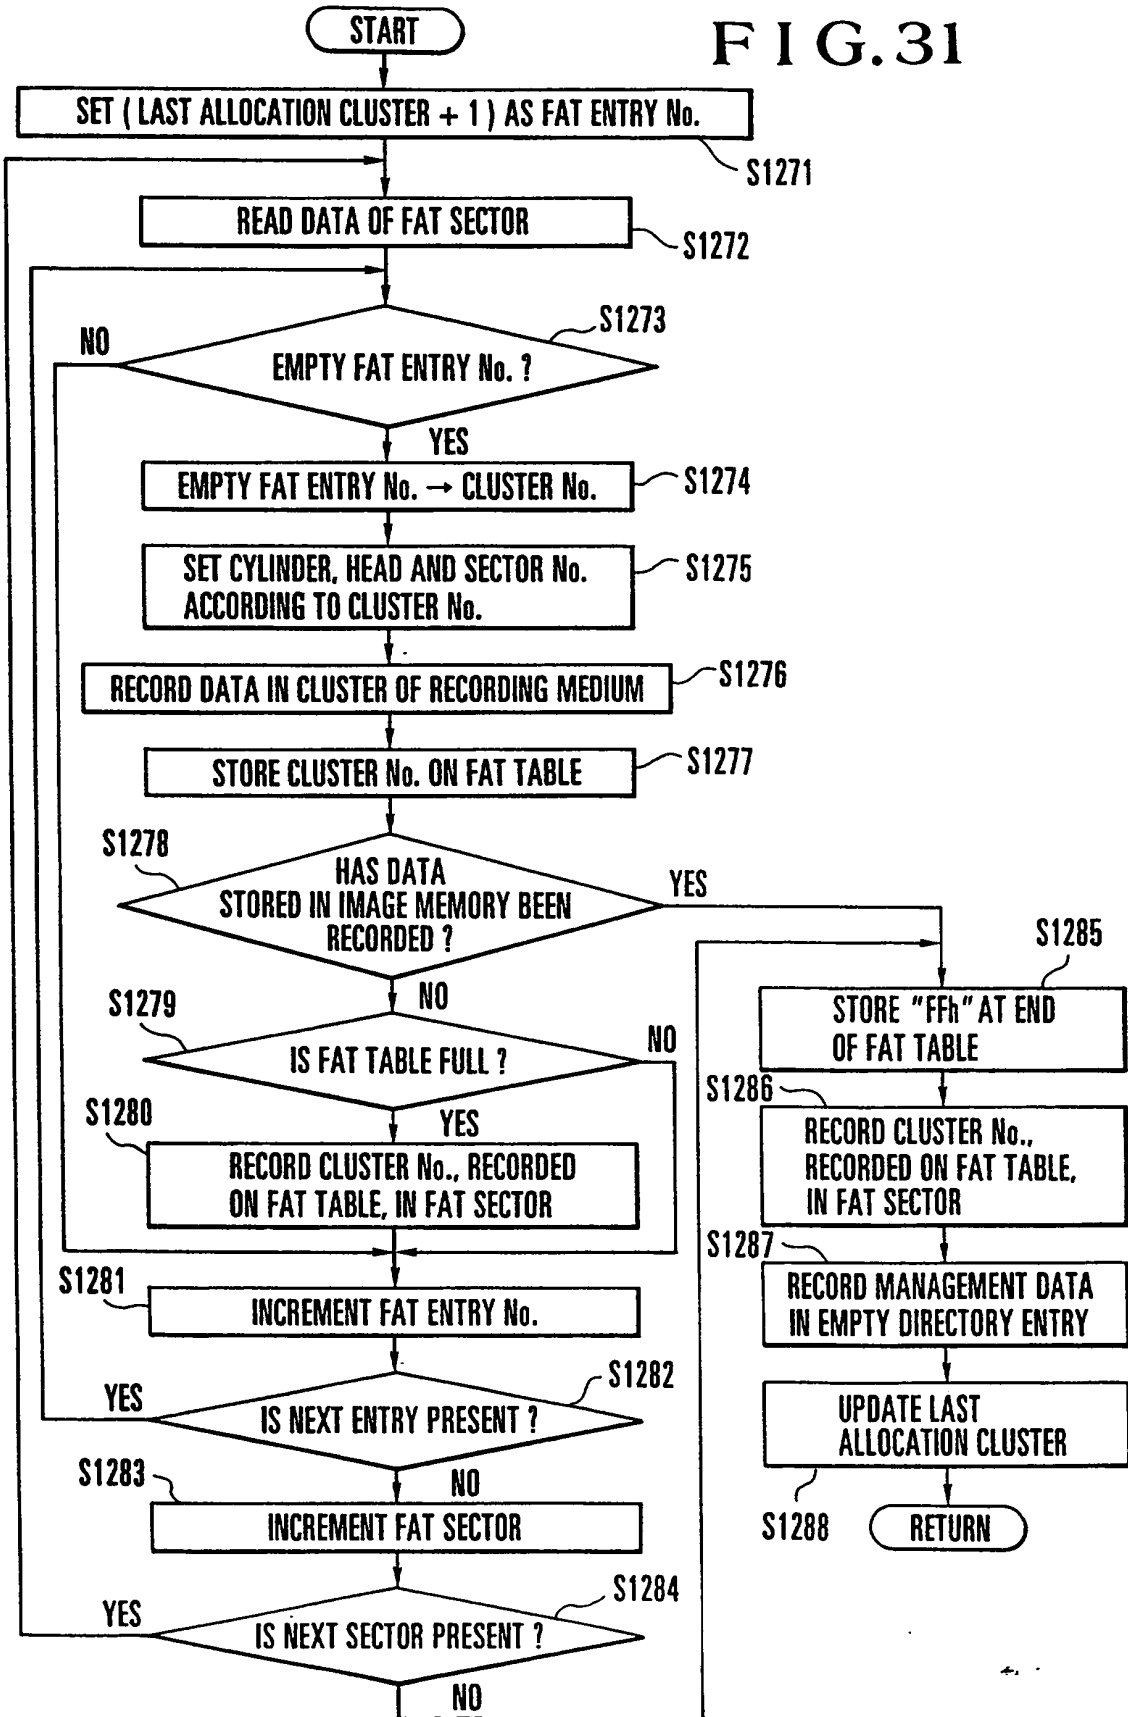 FIG.31
START
SET ( LAST ALLOCATION CLUSTER + 1 ) AS FAT ENTRY No.
S1271
READ DATA OF FAT SECTOR
S1272
S1273
NO
EMPTY FAT ENTRY No. ?
YES
EMPTY FAT ENTRY No. → CLUSTER No.
S1274
SET CYLINDER, HEAD AND SECTOR No.
ACCORDING TO CLUSTER No.
S1275
RECORD DATA IN CLUSTER OF RECORDING MEDIUM
S1276
STORE CLUSTER No. ON FAT TABLE
S1277
S1278
HAS DATA
STORED IN IMAGE MEMORY BEEN
RECORDED ?
YES
NO
S1279
IS FAT TABLE FULL ?
NO
YES
S1280
RECORD CLUSTER No., RECORDED
ON FAT TABLE, IN FAT SECTOR
S1281
INCREMENT FAT ENTRY No.
S1282
YES
IS NEXT ENTRY PRESENT ?
NO
S1283
INCREMENT FAT SECTOR
S1284
YES
IS NEXT SECTOR PRESENT ?
NO
S1285
STORE "FFh" AT END
OF FAT TABLE
S1286
RECORD CLUSTER No.,
RECORDED ON FAT TABLE,
IN FAT SECTOR
S1287
RECORD MANAGEMENT DATA
IN EMPTY DIRECTORY ENTRY
UPDATE LAST
ALLOCATION CLUSTER
S1288
RETURN